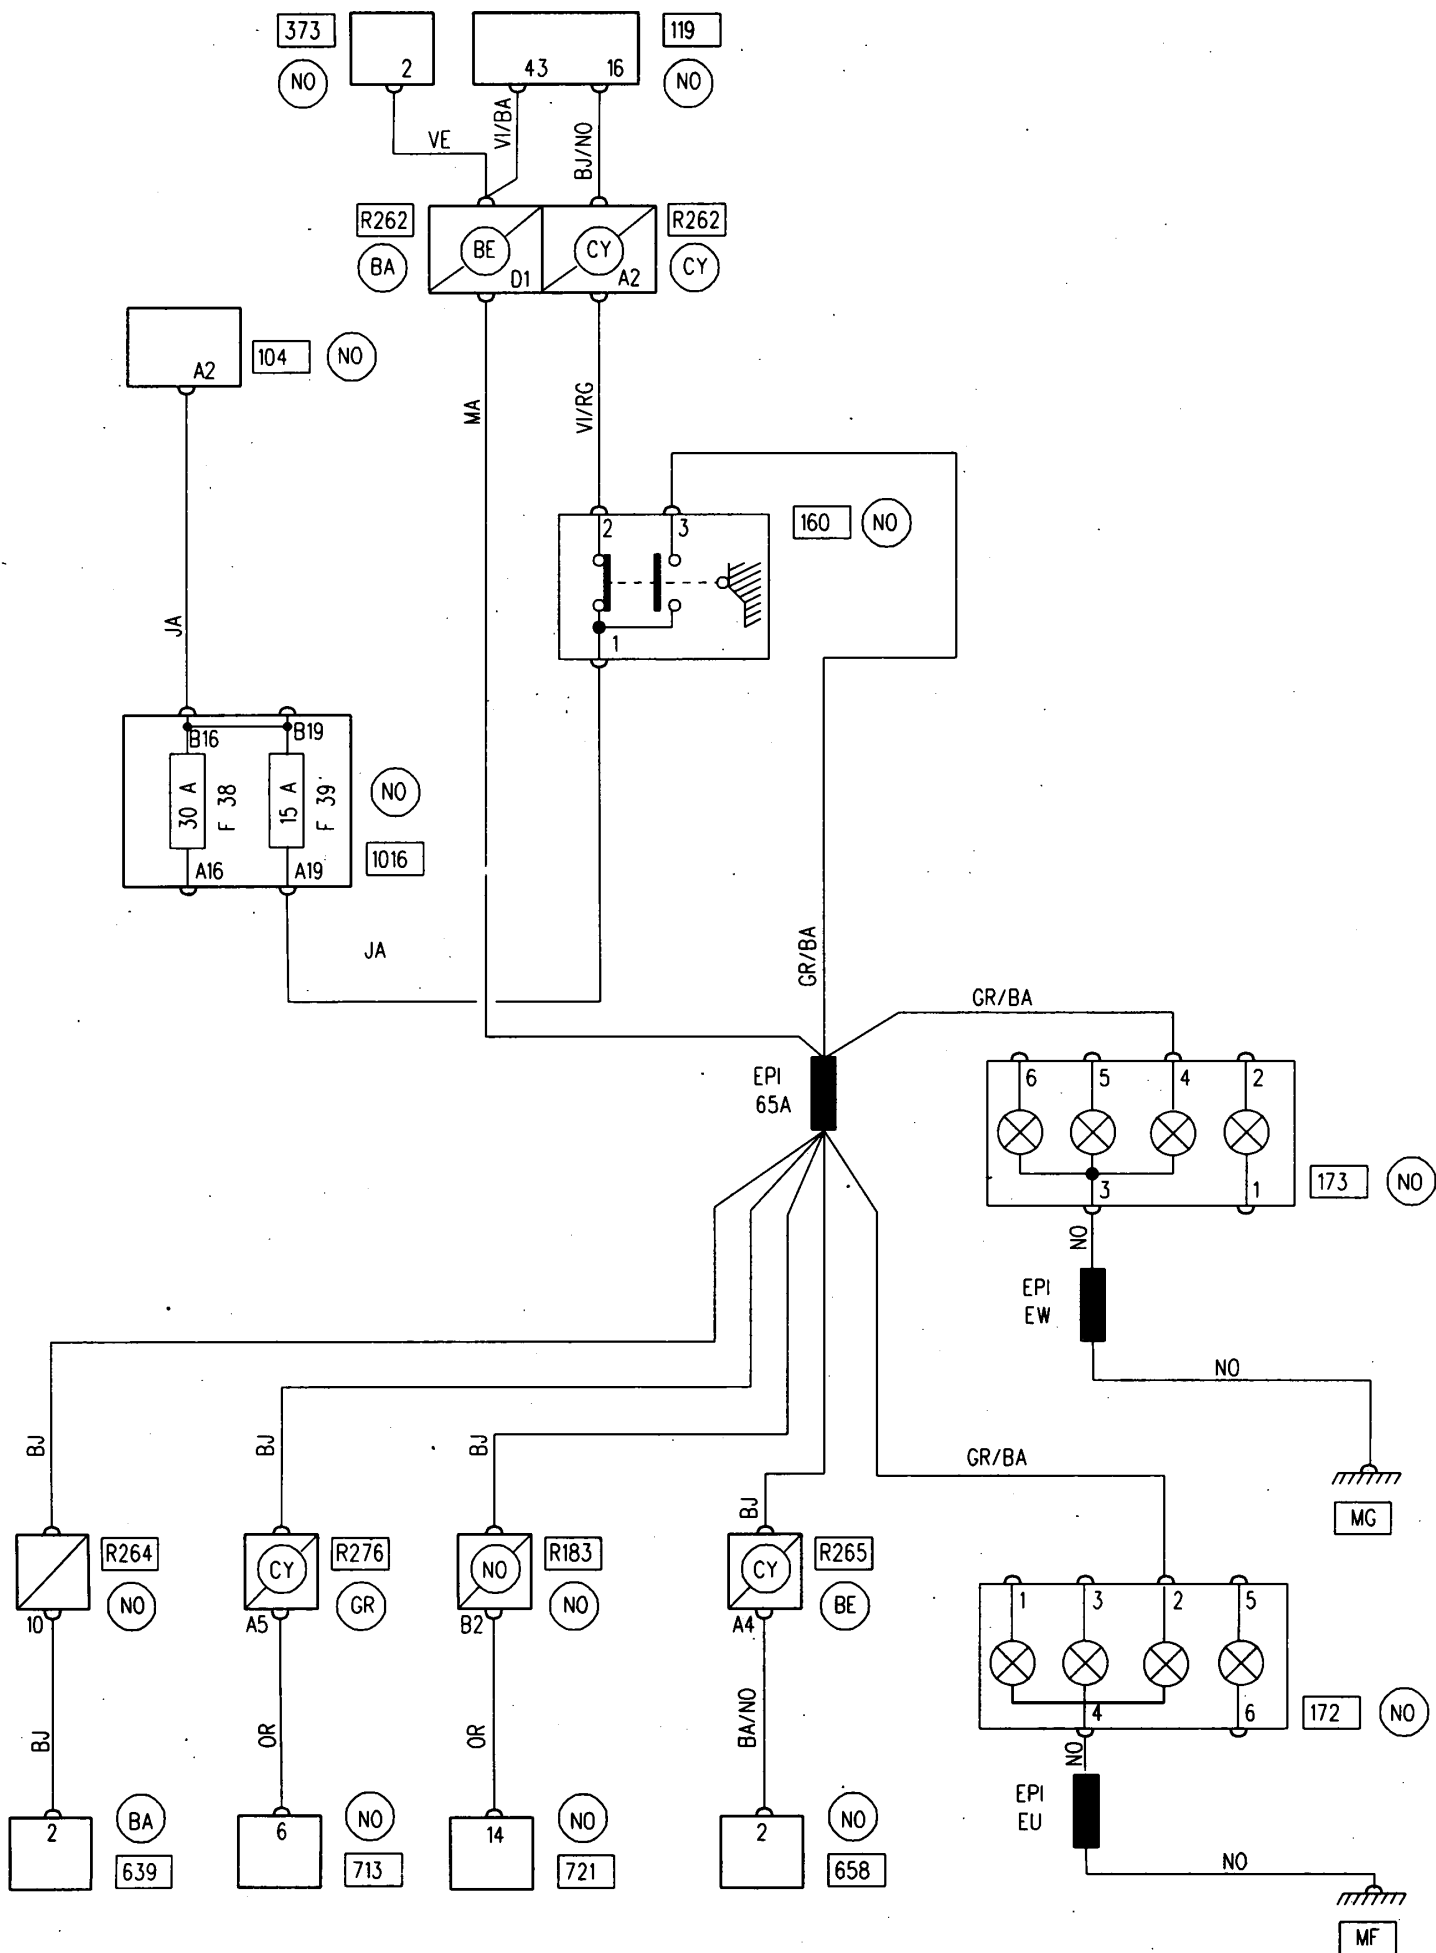 373
119
NO
2
43
16
NO
VE
VI/BA
BJ/NO
R262
BE
D1
CY
A2
R262
BA
CY
A2
104
NO
MA
VI/RG
2
3
160
NO
JA
1
B16
B19
30 A
F 38
15 A
F 39
NO
A16
A19
1016
JA
GR/BA
GR/BA
EPI
65A
6
5
4
2
3
1
173
NO
NO
EPI
EW
NO
MG
BJ
BJ
BJ
BJ
GR/BA
R264
CY
R276
NO
R183
CY
R265
NO
GR
NO
BE
10
A5
B2
A4
1
3
2
5
4
6
172
NO
BJ
OR
OR
BA/NO
NO
EPI
EU
2
BA
6
NO
14
NO
2
NO
639
713
721
658
NO
MF